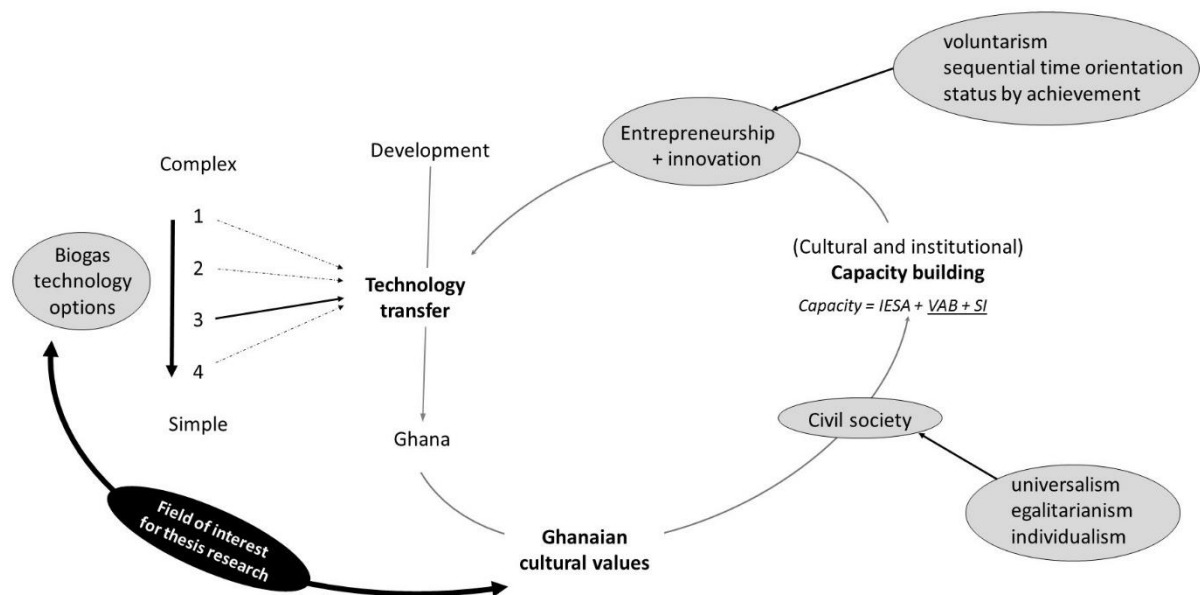 voluntarism
sequential time orientation
status by achievement
Entrepreneurship
+ innovation
Development
Complex
1
2
3
4
Simple
Biogas
technology
options
Technology
transfer
(Cultural and institutional)
Capacity building
Capacity = IESA + VAB + SI
Civil society
Ghana
universalism
egalitarianism
individualism
Field of interest
for thesis research
Ghanaian
cultural values